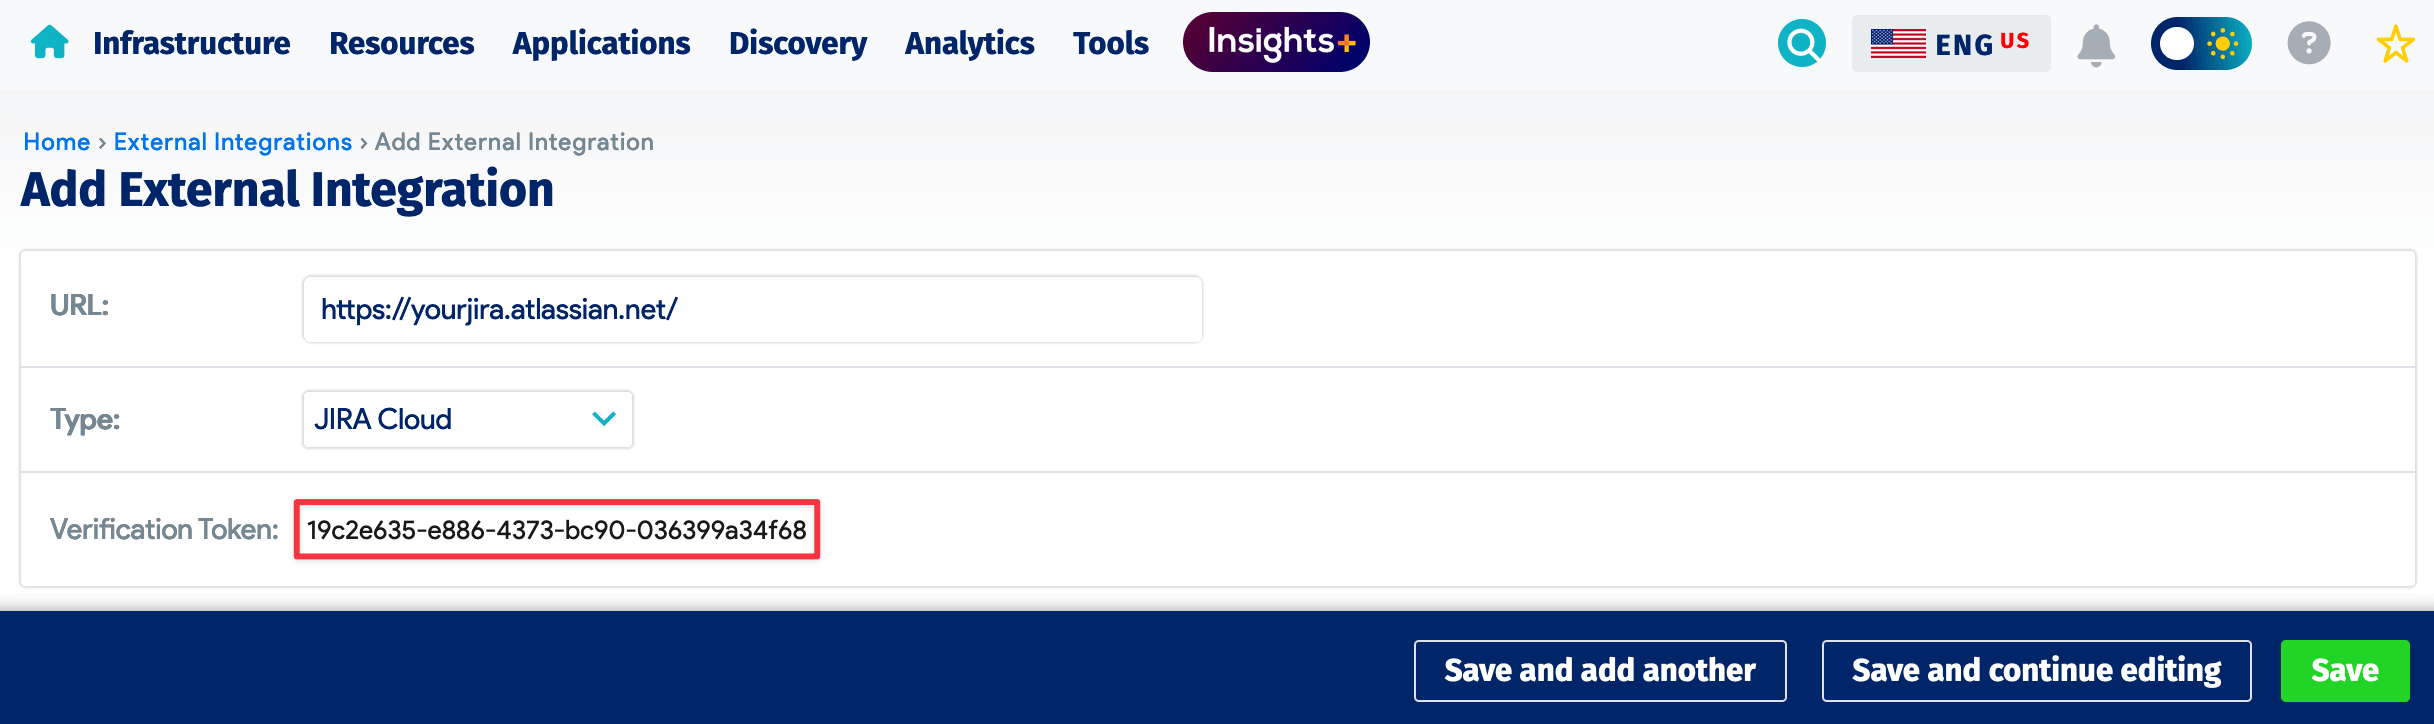 Infrastructure Resources Applications Discovery Analytics Tools Insights+ ENG US ?
Home › External Integrations › Add External Integration
Add External Integration
URL: https://yourjira.atlassian.net/
Type: JIRA Cloud
Verification Token: 19c2e635-e886-4373-bc90-036399a34f68
Save and add another Save and continue editing Save